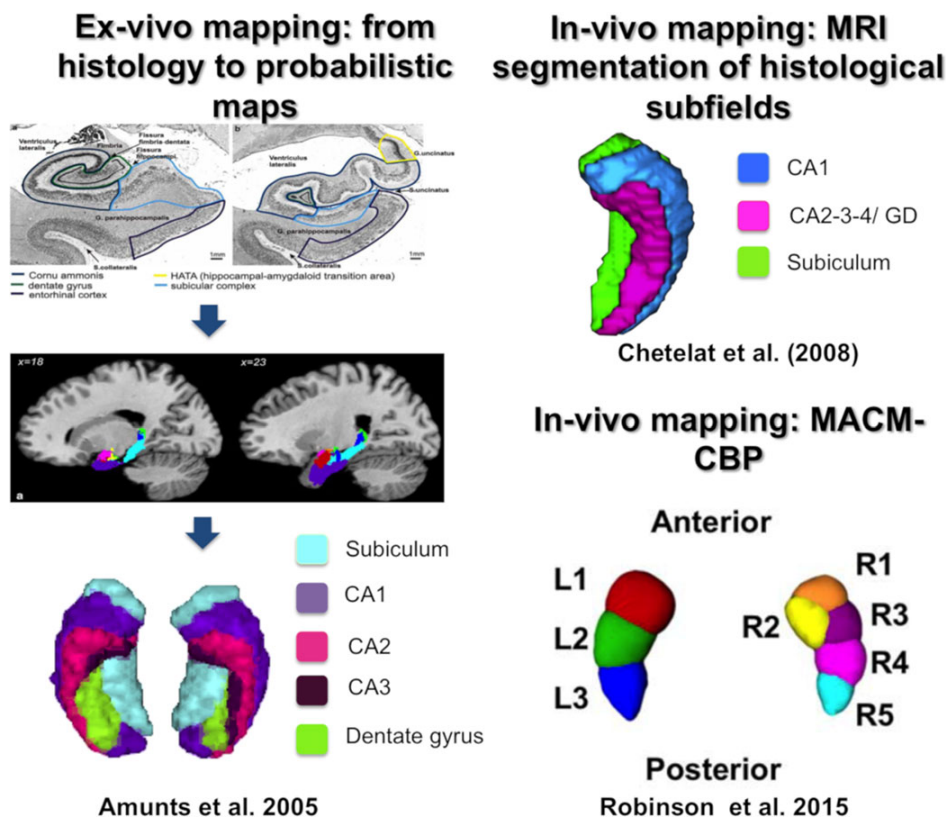 Ex-vivo mapping: from
histology to probabilistic
maps
a
Ventriculus
lateralis
Fimbria
Fissura
fimbria-dentata
Fissura
hippocampi.
G. parahippocampalis
S.collateralis
1mm
b
Ventriculus
lateralis
G.uncinatus
S.uncinatus
G. parahippocampalis
S.collateralis
1mm
Cornu ammonis
dentate gyrus
entorhinal cortex
HATA (hippocampal-amygdaloid transition area)
subicular complex
x=18
x=23
a
Subiculum
CA1
CA2
CA3
Dentate gyrus
Amunts et al. 2005
In-vivo mapping: MRI
segmentation of histological
subfields
CA1
CA2-3-4/ GD
Subiculum
Chetelat et al. (2008)
In-vivo mapping: MACM-
CBP
Anterior
L1
L2
L3
R1
R2
R3
R4
R5
Posterior
Robinson et al. 2015